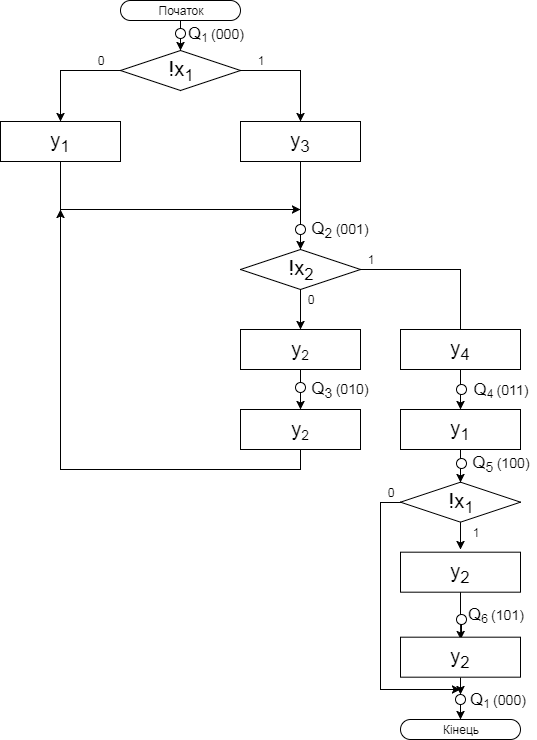 Початок
Q1 (000)
0
!x1
1
y1
y3
Q2 (001)
!x2
1
0
y2
y4
Q3 (010)
Q4 (011)
y2
y1
Q5 (100)
0
!x1
1
y2
Q6 (101)
y2
Q1 (000)
Кінець